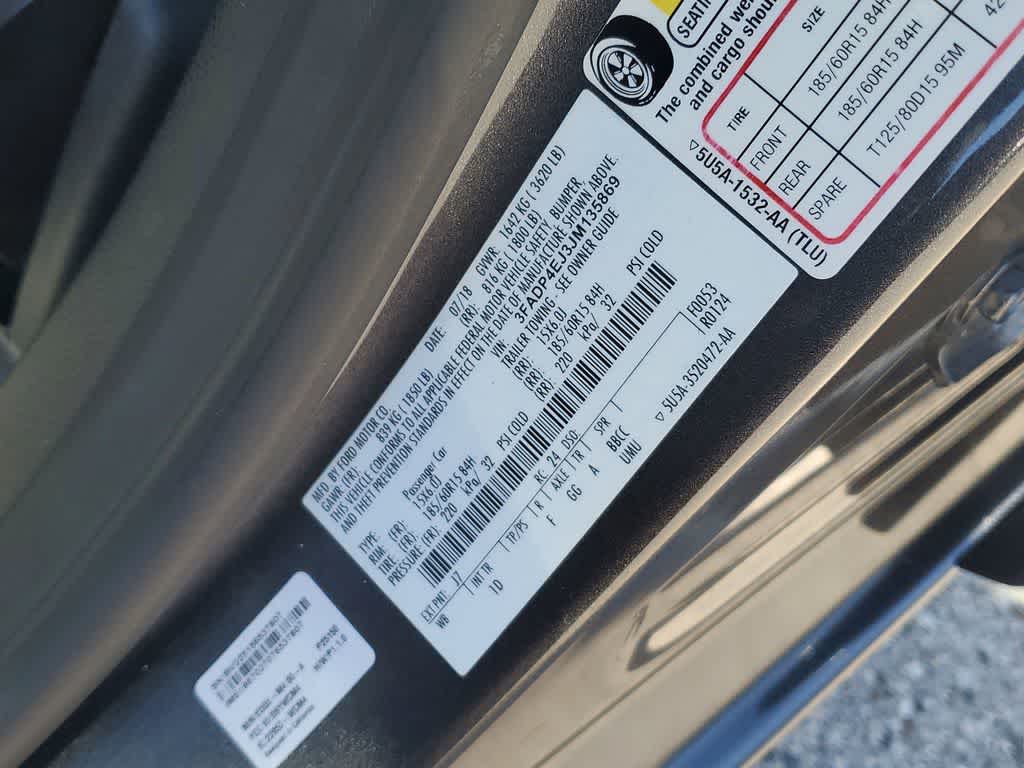 SEATI
The combined wei
and cargo shoul
TIRE SIZE
FRONT 185/60R15 84H
REAR 185/60R15 84H
SPARE T125/80D15 95M 42
▽5U5A-1532-AA (TLU)
MFD. BY FORD MOTOR CO. DATE: 07/18 GVWR: 1642 KG ( 3620 LB)
GAWR: (FR): 839 KG ( 1850 LB) (RR): 816 KG ( 1800 LB)
THIS VEHICLE CONFORMS TO ALL APPLICABLE FEDERAL MOTOR VEHICLE SAFETY, BUMPER,
AND THEFT PREVENTION STANDARDS IN EFFECT ON THE DATE OF MANUFACTURE SHOWN ABOVE.
VIN: 3FADP4EJ3JM135869
TYPE: Passenger Car TRAILER TOWING - SEE OWNER GUIDE
RIM: (FR): 15X6.0J (RR): 15X6.0J
TIRE: (FR): 185/60R15 84H (RR): 185/60R15 84H
PRESSURE (FR): 220 kPa/ 32 PSI COLD (RR): 220 kPa/ 32 PSI COLD
EXT PNT: J7 KC 24 DSO: F0053
WB INT TR TP/PS R AXLE TR SPR R0124
1D F GG A BBCC
UMU ▽5U5A-3520472-AA